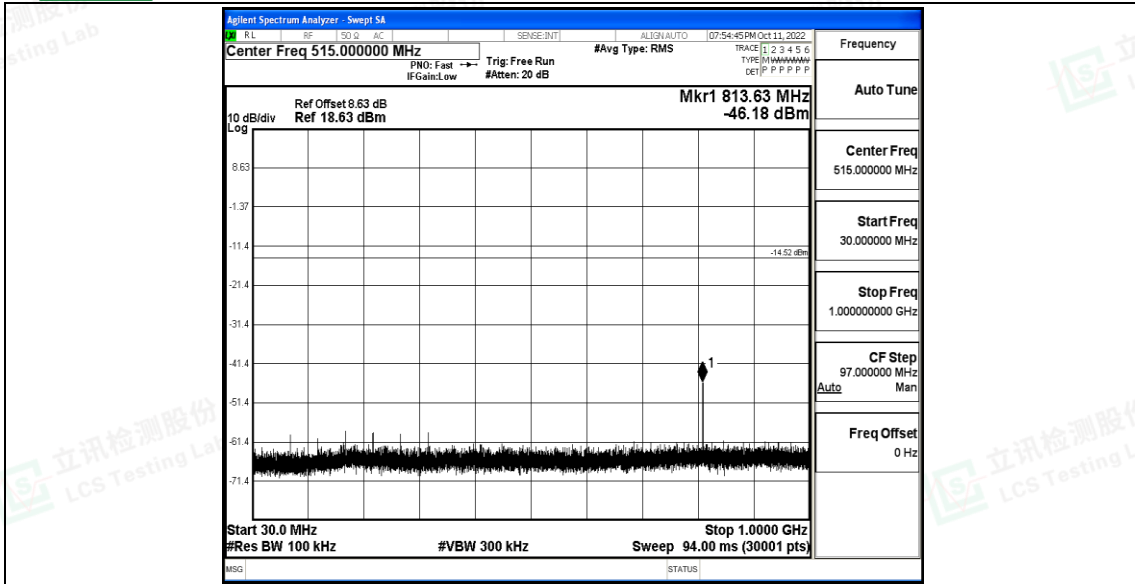 Agilent Spectrum Analyzer - Swept SA
LXI RL RF 50 Ω AC SENSE:INT ALIGN AUTO 07:54:45 PM Oct 11, 2022
Center Freq 515.000000 MHz
PNO: Fast
IFGain:Low
Trig: Free Run
#Atten: 20 dB
#Avg Type: RMS
TRACE 1 2 3 4 5 6
TYPE M WWWWW
DET P P P P P P
Mkr1 813.63 MHz
-46.18 dBm
Ref Offset 8.63 dB
10 dB/div Ref 18.63 dBm
Log
8.63
-1.37
-11.4
-14.52 dBm
-21.4
-31.4
-41.4
1
-51.4
-61.4
-71.4
Start 30.0 MHz Stop 1.0000 GHz
#Res BW 100 kHz #VBW 300 kHz Sweep 94.00 ms (30001 pts)
MSG STATUS
Frequency
Auto Tune
Center Freq
515.000000 MHz
Start Freq
30.000000 MHz
Stop Freq
1.000000000 GHz
CF Step
97.000000 MHz
Auto Man
Freq Offset
0 Hz
立讯检测股份
LCS Testing Lab
立讯检测股份
LCS Testing L